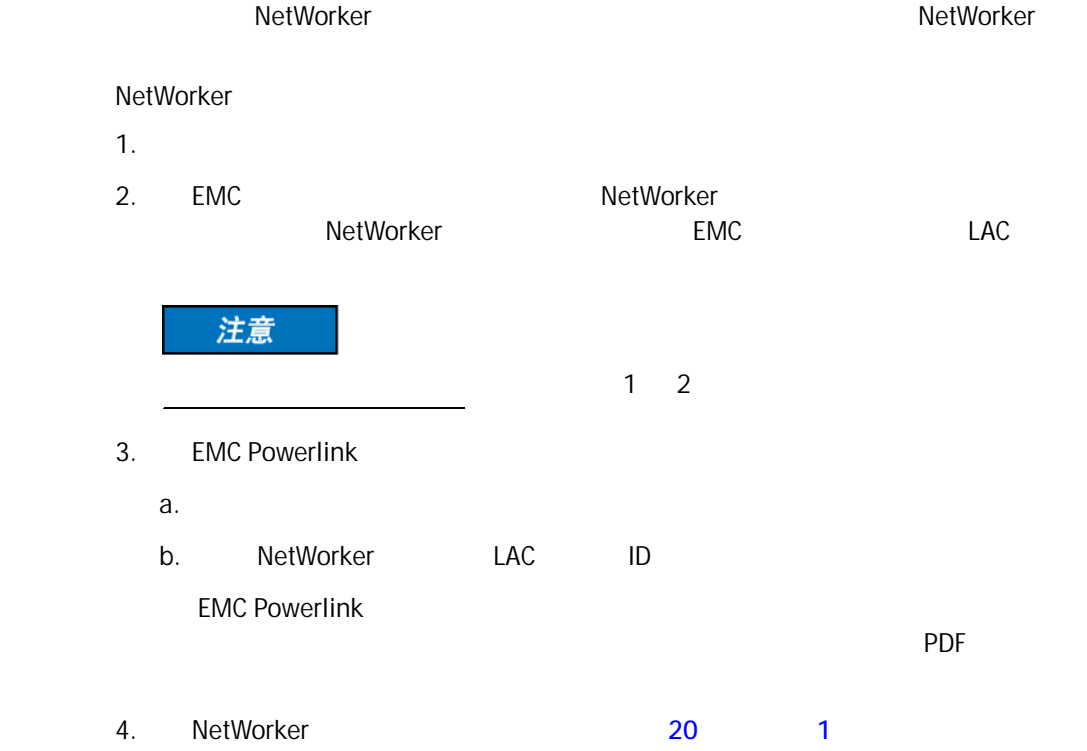 NetWorker NetWorker
NetWorker
1.
2. EMC NetWorker
NetWorker EMC LAC
注意
1 2
3. EMC Powerlink
a.
b. NetWorker LAC ID
EMC Powerlink
PDF
4. NetWorker 20 1